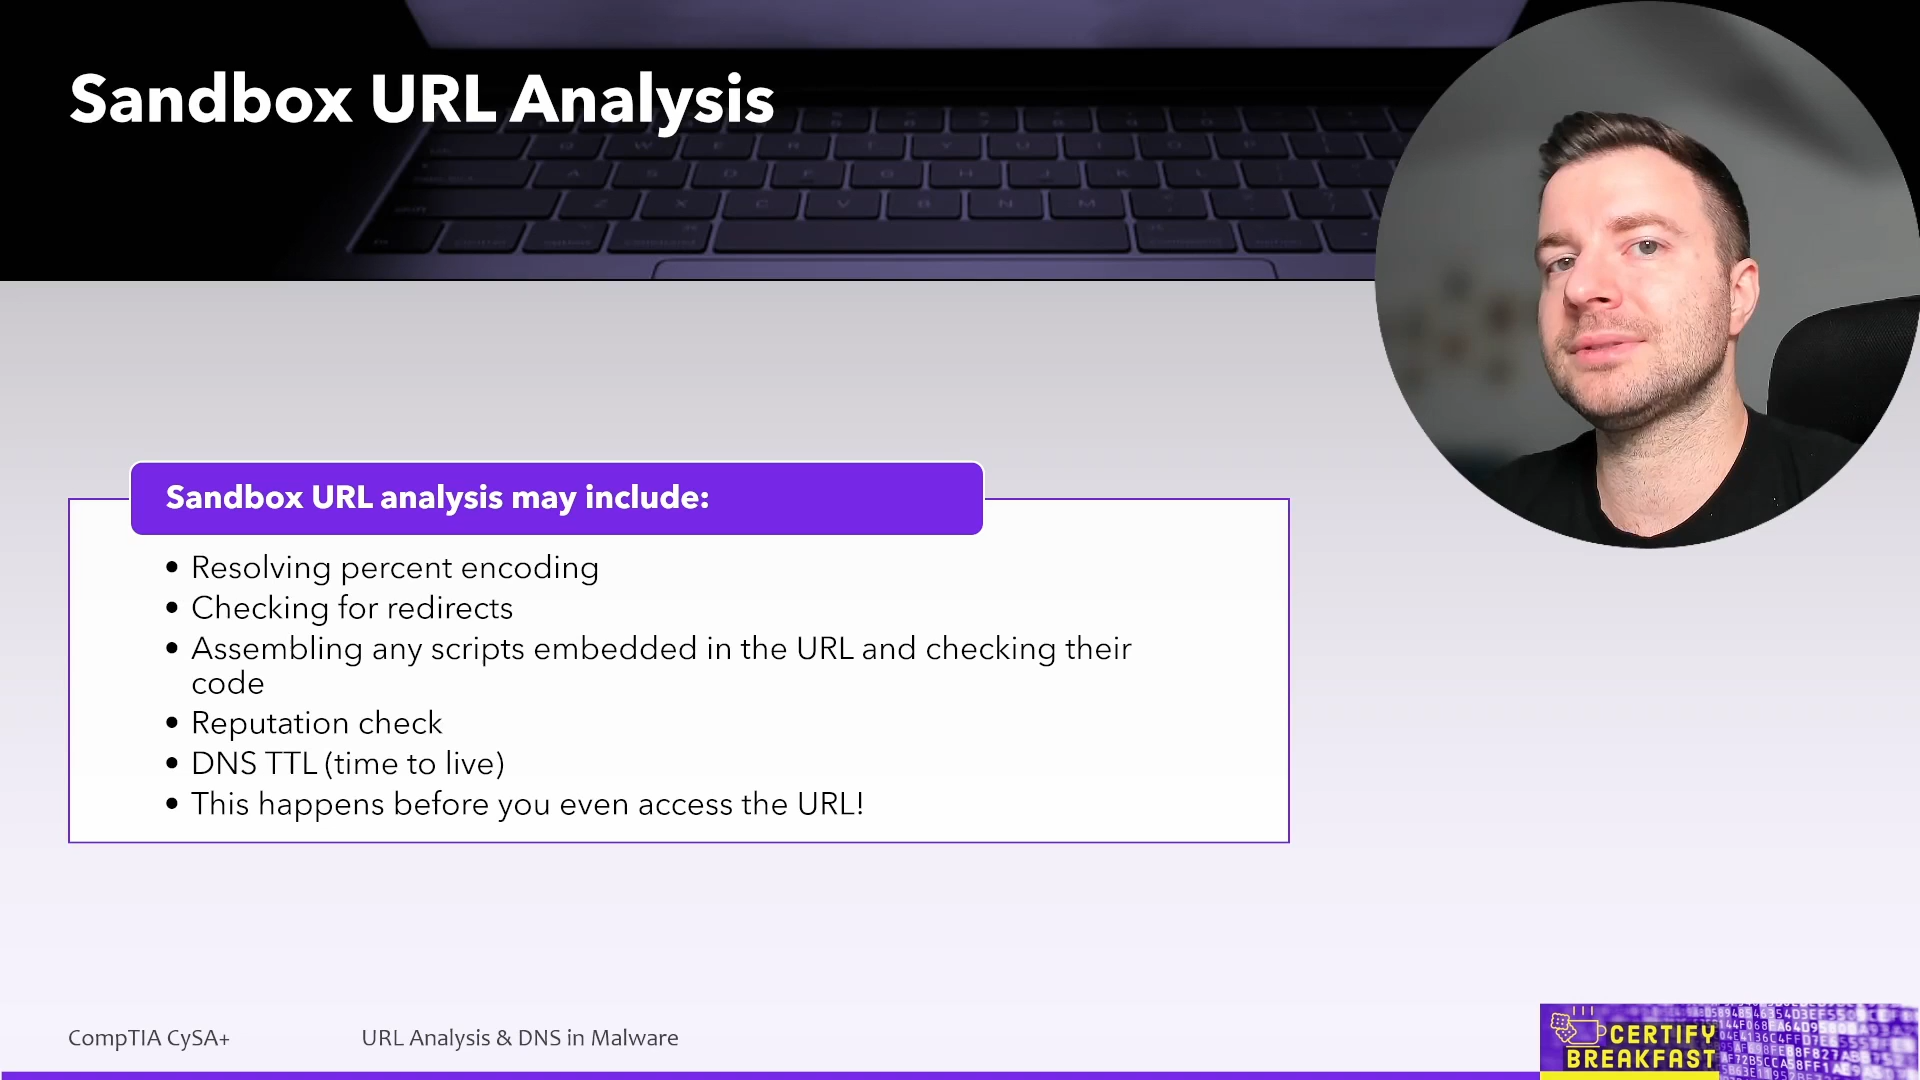 Sandbox URL Analysis
Sandbox URL analysis may include:
• Resolving percent encoding
• Checking for redirects
• Assembling any scripts embedded in the URL and checking their
code
• Reputation check
• DNS TTL (time to live)
• This happens before you even access the URL!
CompTIA CySA+
URL Analysis & DNS in Malware
CERTIFY
BREAKFAST